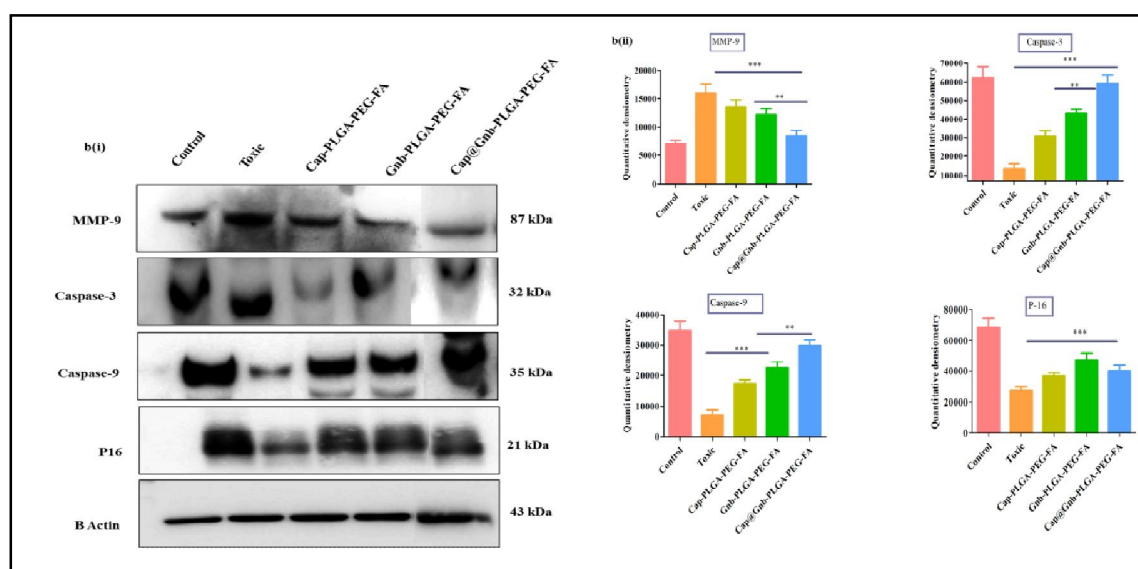 b(i)
Control
Toxic
Cap-PLGA-PEG-FA
Gnb-PLGA-PEG-FA
Cap@Gnb-PLGA-PEG-FA
MMP-9
87 kDa
Caspase-3
32 kDa
Caspase-9
35 kDa
P16
21 kDa
B Actin
43 kDa
b(ii)
MMP-9
Quantitative densiometry
20000
15000
10000
5000
0
***
**
Control
Toxic
Cap-PLGA-PEG-FA
Gnb-PLGA-PEG-FA
Cap@Gnb-PLGA-PEG-FA
Caspase-3
Quantitative densiometry
70000
60000
50000
40000
30000
20000
10000
***
**
Control
Toxic
Cap-PLGA-PEG-FA
Gnb-PLGA-PEG-FA
Cap@Gnb-PLGA-PEG-FA
Caspase-9
Quantitative densiometry
40000
30000
20000
10000
0
***
**
Control
Toxic
Cap-PLGA-PEG-FA
Gnb-PLGA-PEG-FA
Cap@Gnb-PLGA-PEG-FA
P-16
Quantitative densiometry
80000
60000
40000
20000
0
***
Control
Toxic
Cap-PLGA-PEG-FA
Gnb-PLGA-PEG-FA
Cap@Gnb-PLGA-PEG-FA